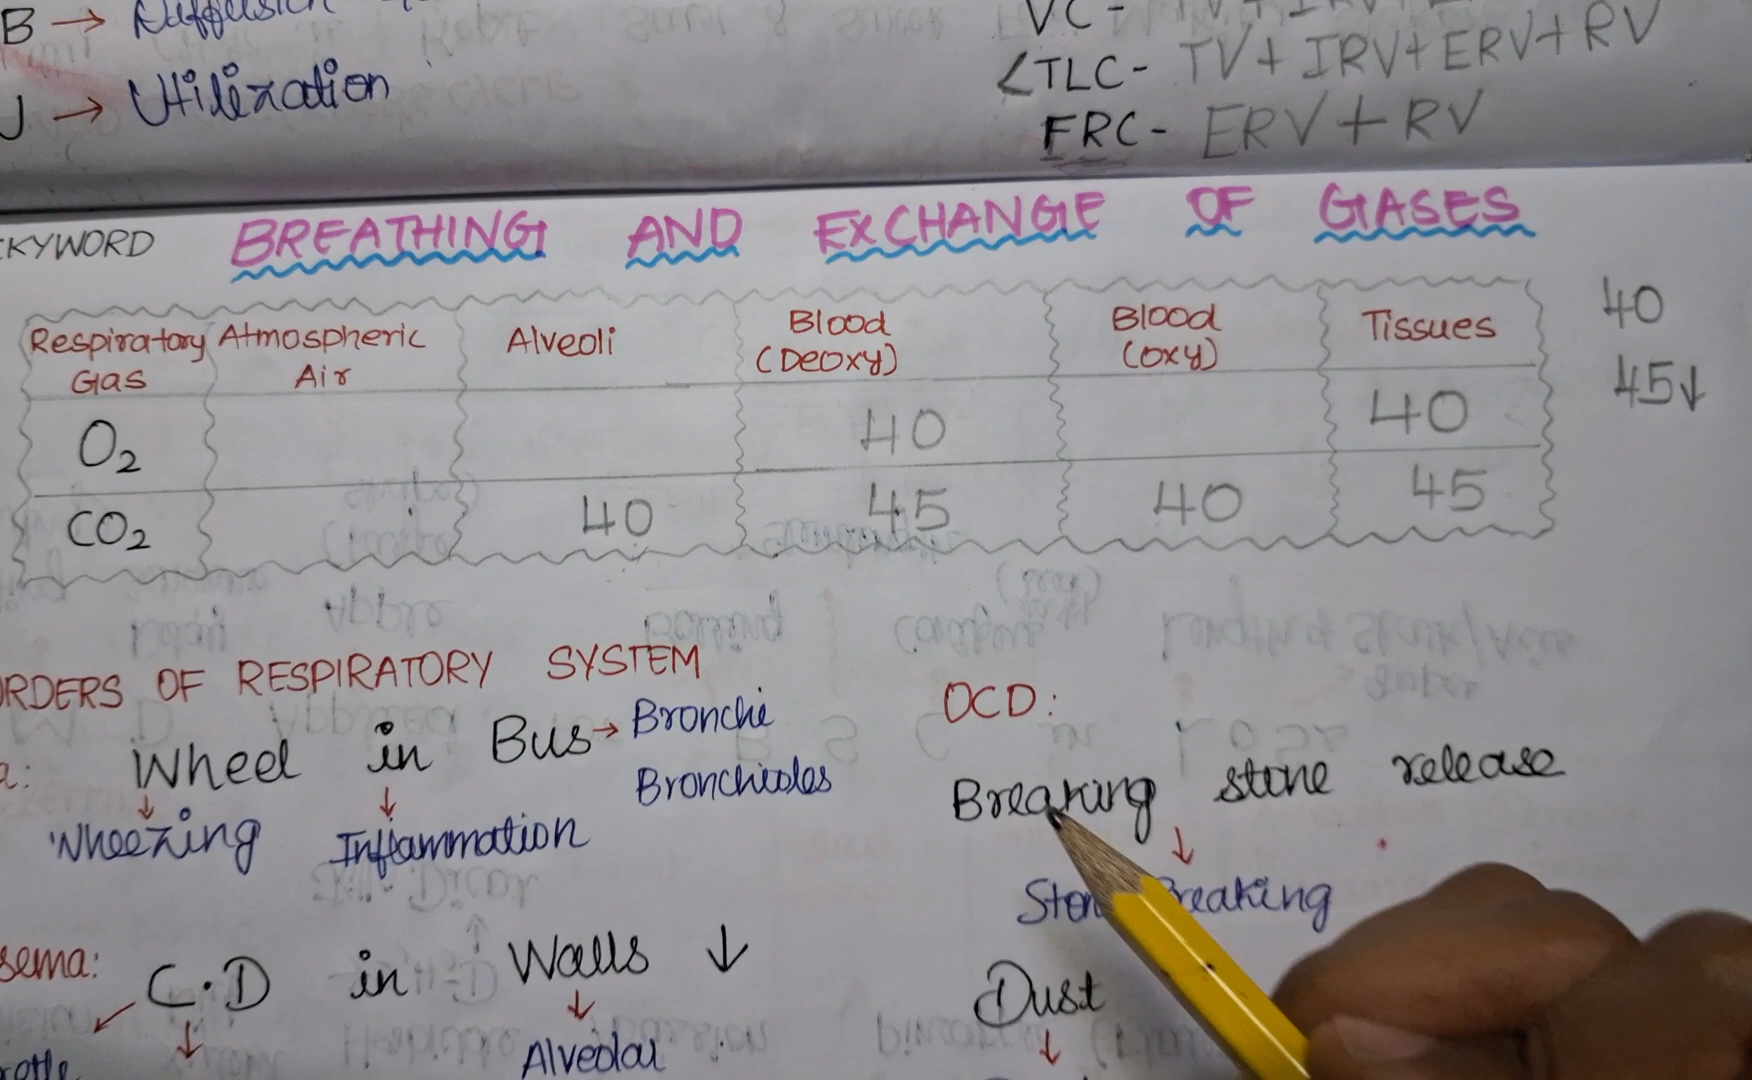 B → Diffusion
VC -
J → Utilization
<TLC - TV + IRV + ERV + RV
FRC - ERV + RV
KYWORD
BREATHING AND EXCHANGE OF GASES
Respiratory Gas
Atmospheric Air
Alveoli
Blood (Deoxy)
Blood (oxy)
Tissues
40
45↓
O₂ 40 40
CO₂ 40 45 40 45
ORDERS OF RESPIRATORY SYSTEM
a: Wheel in Bus → Bronchi
Bronchioles
Wheezing Inflammation
sema: C.D in Walls ↓
Alveolar
OCD:
Breaking stone release
Stone Breaking
Dust